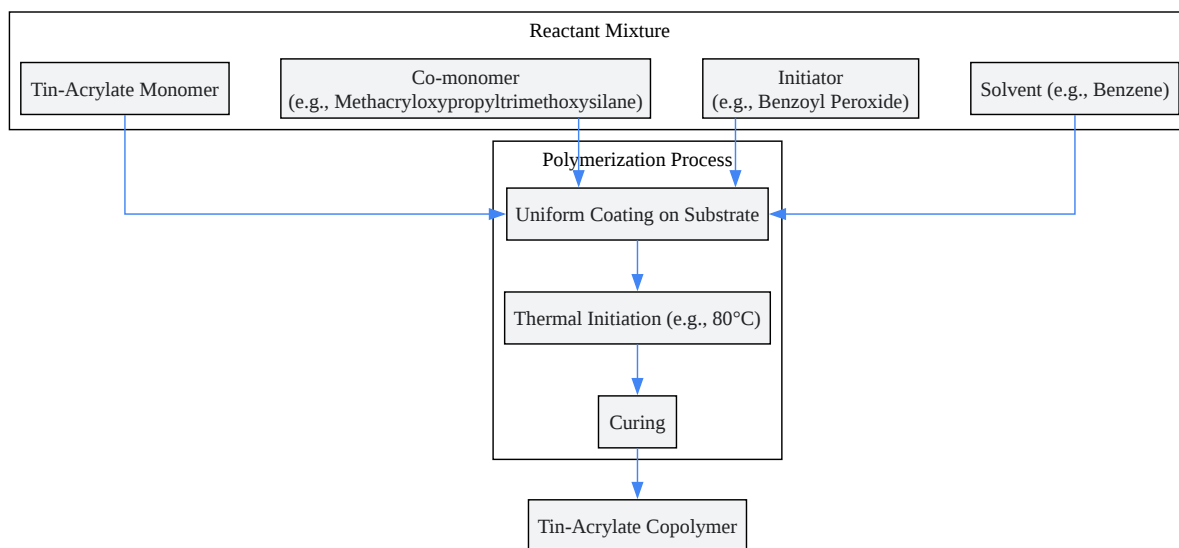 Reactant Mixture
Tin-Acrylate Monomer
Co-monomer
(e.g., Methacryloxypropyltrimethoxysilane)
Initiator
(e.g., Benzoyl Peroxide)
Solvent (e.g., Benzene)
Polymerization Process
Uniform Coating on Substrate
Thermal Initiation (e.g., 80°C)
Curing
Tin-Acrylate Copolymer